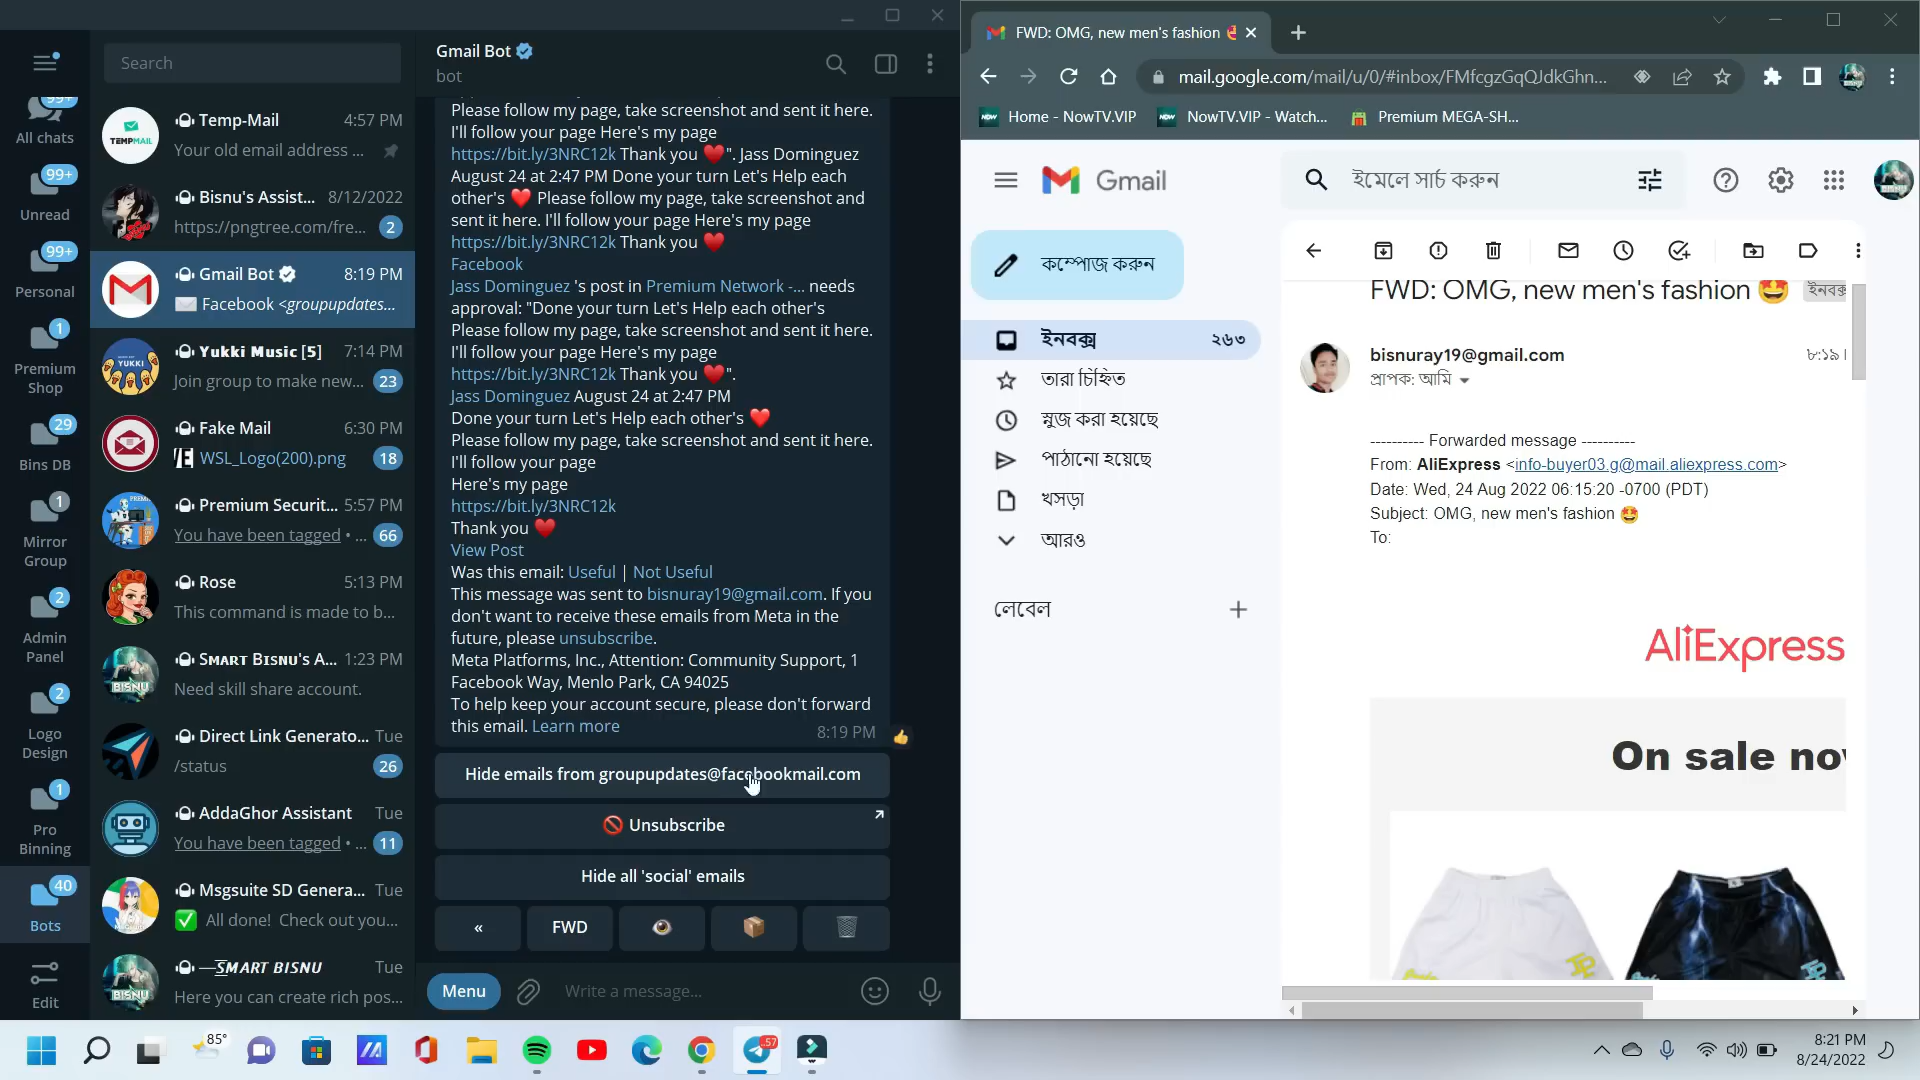 All chats
99+
Unread
99+
Personal
1
Premium
Shop
29
Bins DB
1
Mirror
Group
2
Admin
Panel
2
Logo
Design
1
Pro
Binning
40
Bots
Edit
Search
Temp-Mail 4:57 PM
Your old email address ...
Bisnu's Assist... 8/12/2022
https://pngtree.com/fre... 2
Gmail Bot 8:19 PM
Facebook <groupupdates...
Yukki Music [5] 7:14 PM
Join group to make new... 23
Fake Mail 6:30 PM
WSL_Logo(200).png 18
Premium Securit... 5:57 PM
You have been tagged • ... 66
Rose 5:13 PM
This command is made to b...
Smart Bisnu's A... 1:23 PM
Need skill share account.
Direct Link Generato... Tue
/status 26
AddaGhor Assistant Tue
You have been tagged • ... 11
Msgsuite SD Genera... Tue
✅ All done! Check out you...
SMART BISNU Tue
Here you can create rich pos...
Gmail Bot
bot
Please follow my page, take screenshot and sent it here.
I'll follow your page Here's my page
https://bit.ly/3NRC12k Thank you ♥️". Jass Dominguez
August 24 at 2:47 PM Done your turn Let's Help each
other's ♥️ Please follow my page, take screenshot and
sent it here. I'll follow your page Here's my page
https://bit.ly/3NRC12k Thank you ♥️
Facebook
Jass Dominguez 's post in Premium Network -... needs
approval: "Done your turn Let's Help each other's
Please follow my page, take screenshot and sent it here.
I'll follow your page Here's my page
https://bit.ly/3NRC12k Thank you ♥️".
Jass Dominguez August 24 at 2:47 PM
Done your turn Let's Help each other's ♥️
Please follow my page, take screenshot and sent it here.
I'll follow your page
Here's my page
https://bit.ly/3NRC12k
Thank you ♥️
View Post
Was this email: Useful | Not Useful
This message was sent to bisnuray19@gmail.com. If you
don't want to receive these emails from Meta in the
future, please unsubscribe.
Meta Platforms, Inc., Attention: Community Support, 1
Facebook Way, Menlo Park, CA 94025
To help keep your account secure, please don't forward
this email. Learn more
8:19 PM 👍
Hide emails from groupupdates@facebookmail.com
🚫 Unsubscribe
Hide all 'social' emails
« FWD
Menu
Write a message...
FWD: OMG, new men's fashion
mail.google.com/mail/u/0/#inbox/FMfcgzGqQJdkGhn...
Home - NowTV.VIP
NowTV.VIP - Watch...
Premium MEGA-SH...
Gmail
ইমেলে সার্চ করুন
কম্পোজ করুন
ইনবক্স ২৬৩
তারা চিহ্নিত
স্নুজ করা হয়েছে
পাঠানো হয়েছে
খসড়া
আরও
লেবেল
FWD: OMG, new men's fashion 🤩
bisnuray19@gmail.com ৮:১৯
প্রাপক: আমি
---------- Forwarded message ----------
From: AliExpress <info-buyer03.g@mail.aliexpress.com>
Date: Wed, 24 Aug 2022 06:15:20 -0700 (PDT)
Subject: OMG, new men's fashion 🤩
To:
AliExpress
On sale now
85°
57
8:21 PM
8/24/2022